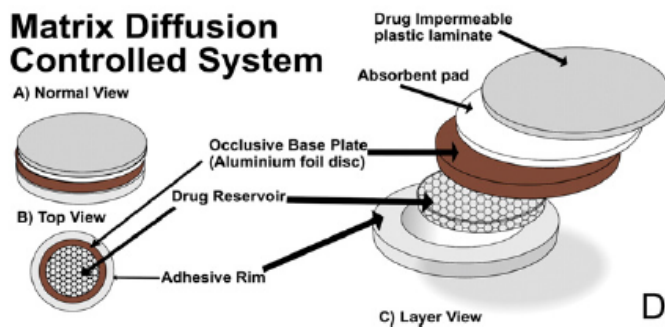 Matrix Diffusion
Controlled System
Drug Impermeable
plastic laminate
Absorbent pad
A) Normal View
Occlusive Base Plate
(Aluminium foil disc)
Drug Reservoir
B) Top View
Adhesive Rim
C) Layer View
D